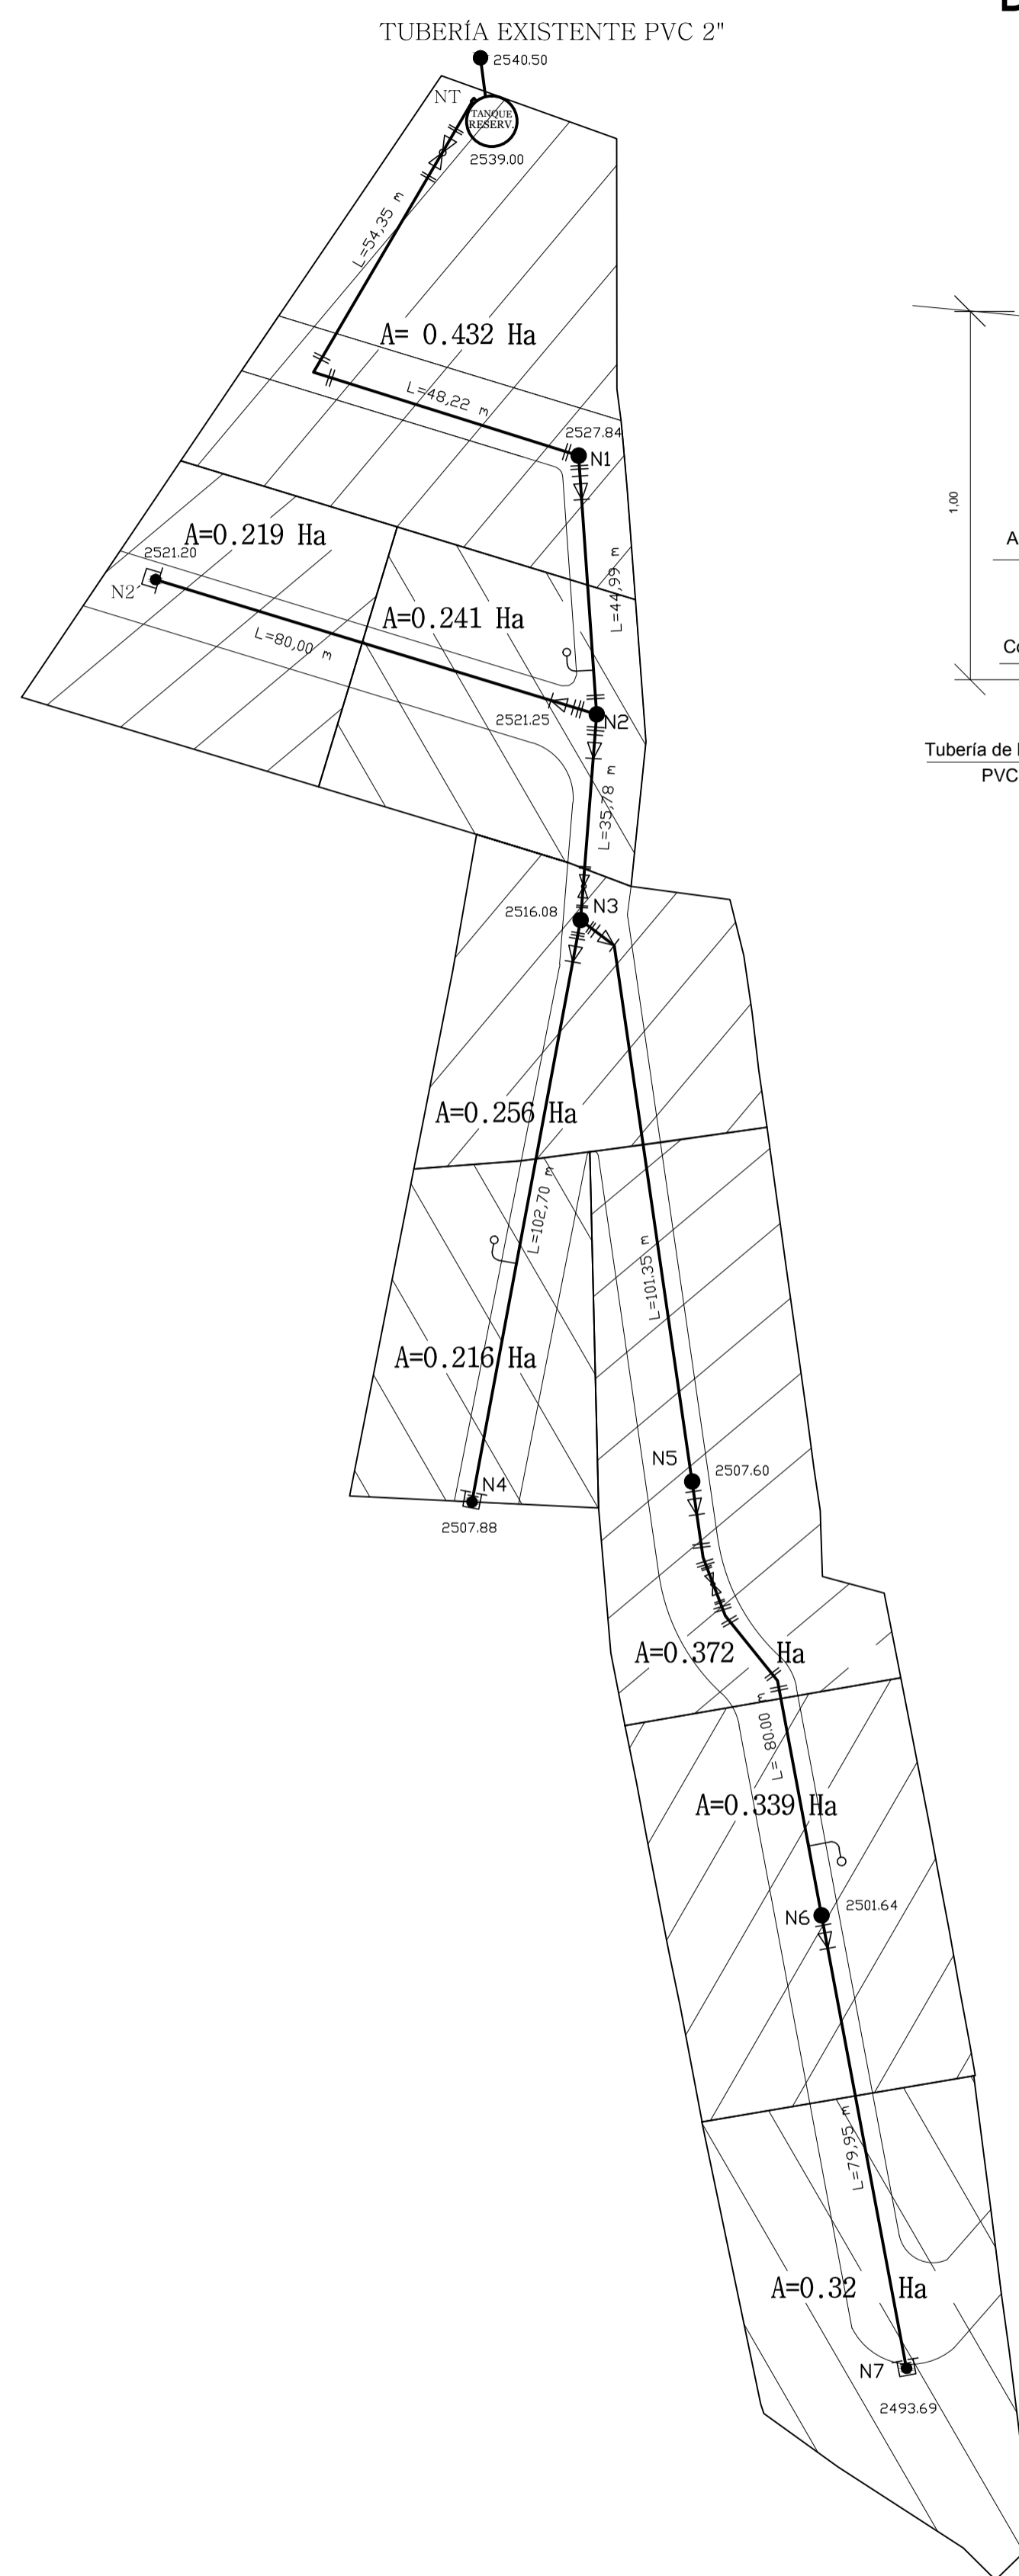 TUBERÍA EXISTENTE PVC 2"
2540.50
NT
TANQUE
RESERV.
2539.00
L=54,35 m
A= 0.432 Ha
L=48,22 m
2527.84
N1
1,00
A=0.219 Ha
2521.20
N2'
L=44,99 m
A=0.241 Ha
L=80,00 m
2521.25
N2
Tubería de
PVC
L=35,78 m
N3
2516.08
A=0.256 Ha
L=102,70 m
L=101.35 m
A=0.216 Ha
N5
2507.60
N4
2507.88
A=0.372 Ha
L= 80.00 m
A=0.339 Ha
N6
2501.64
L=79,95 m
A=0.32 Ha
N7
2493.69